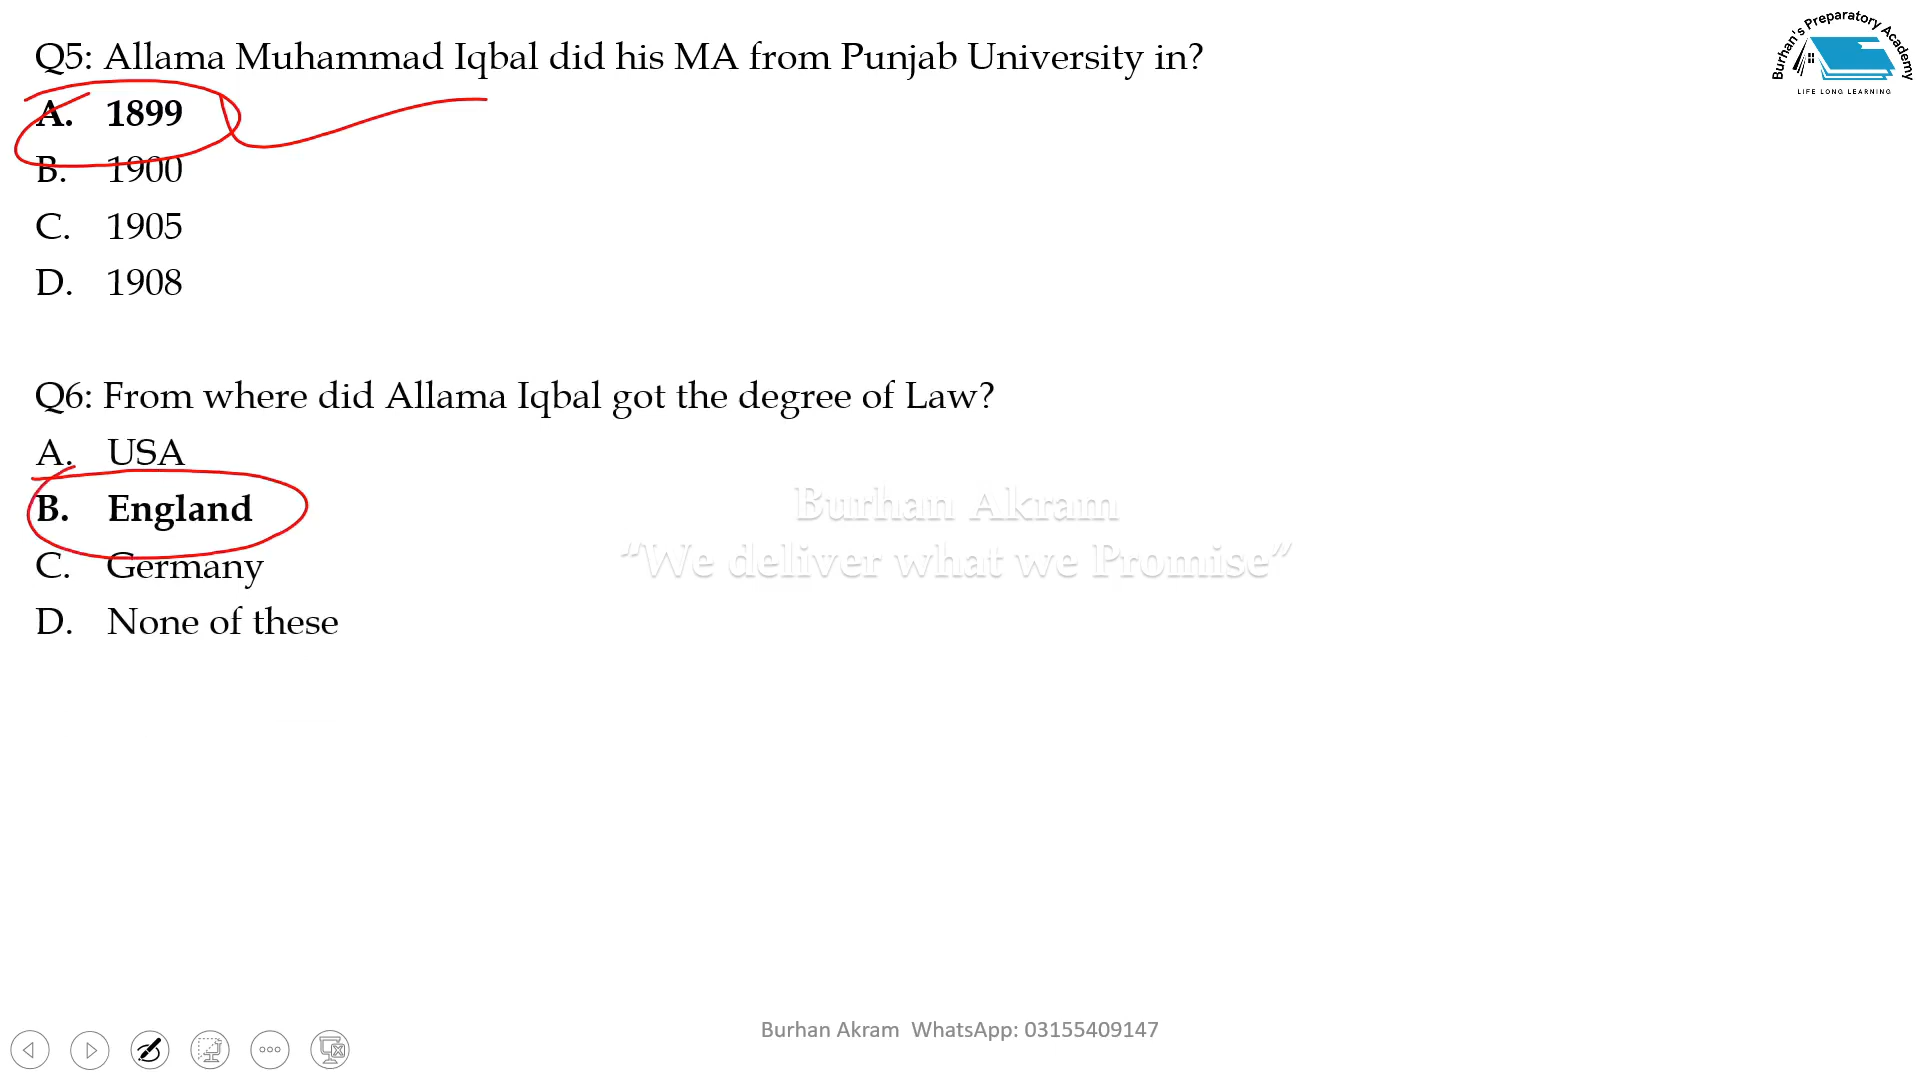 Burhan's Preparatory Academy
LIFE LONG LEARNING
Q5: Allama Muhammad Iqbal did his MA from Punjab University in?
A. 1899
B. 1900
C. 1905
D. 1908
Q6: From where did Allama Iqbal got the degree of Law?
A. USA
B. England
C. Germany
D. None of these
Burhan Akram
“We deliver what we Promise”
Burhan Akram WhatsApp: 03155409147